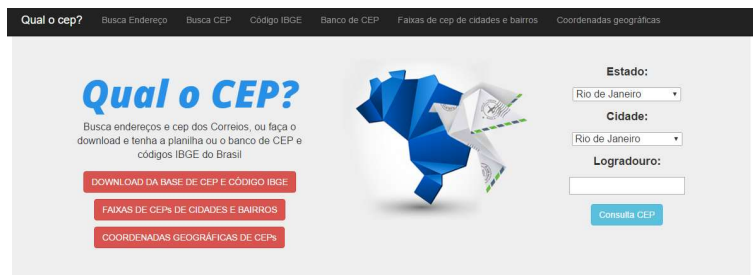 Qual o cep? Busca Endereço Busca CEP Código IBGE Banco de CEP Faixas de cep de cidades e bairros Coordenadas geográficas
Qual o CEP?
Busca endereços e cep dos Correios, ou faça o
download e tenha a planilha ou o banco de CEP e
códigos IBGE do Brasil
DOWNLOAD DA BASE DE CEP E CÓDIGO IBGE
FAIXAS DE CEPs DE CIDADES E BAIRROS
COORDENADAS GEOGRÁFICAS DE CEPs
Estado:
Rio de Janeiro
Cidade:
Rio de Janeiro
Logradouro:
Consulta CEP